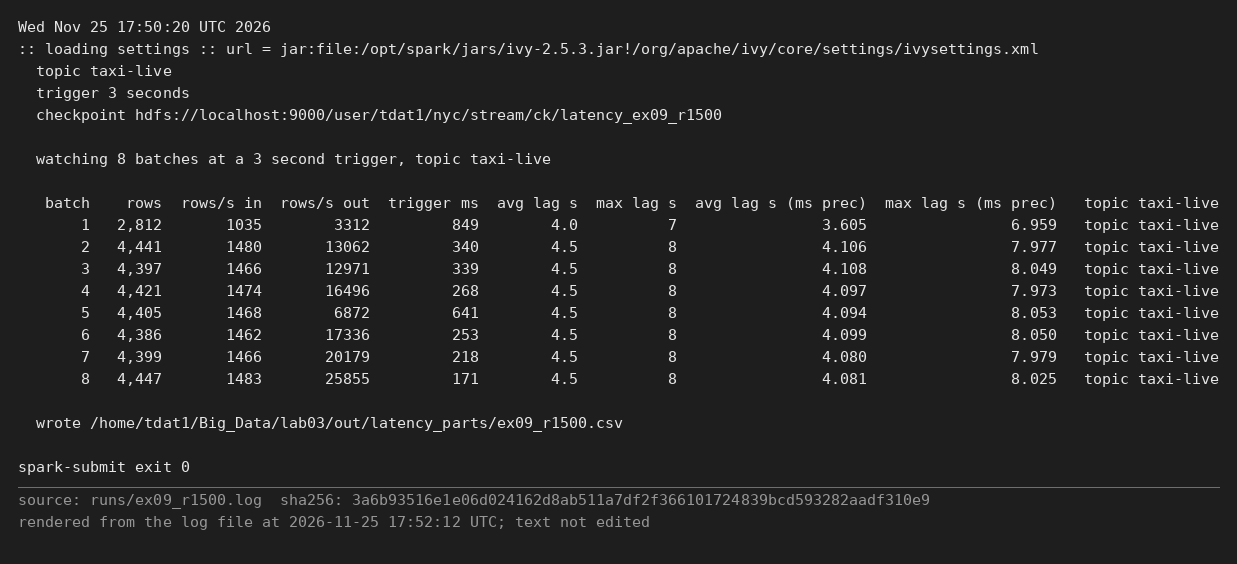 Wed Nov 25 17:50:20 UTC 2026
:: loading settings :: url = jar:file:/opt/spark/jars/ivy-2.5.3.jar!/org/apache/ivy/core/settings/ivysettings.xml
  topic taxi-live
  trigger 3 seconds
  checkpoint hdfs://localhost:9000/user/tdat1/nyc/stream/ck/latency_ex09_r1500
  watching 8 batches at a 3 second trigger, topic taxi-live
   batch    rows  rows/s in  rows/s out  trigger ms  avg lag s  max lag s  avg lag s (ms prec)  max lag s (ms prec)   topic taxi-live
       1   2,812       1035        3312         849        4.0          7                3.605                6.959   topic taxi-live
       2   4,441       1480       13062         340        4.5          8                4.106                7.977   topic taxi-live
       3   4,397       1466       12971         339        4.5          8                4.108                8.049   topic taxi-live
       4   4,421       1474       16496         268        4.5          8                4.097                7.973   topic taxi-live
       5   4,405       1468        6872         641        4.5          8                4.094                8.053   topic taxi-live
       6   4,386       1462       17336         253        4.5          8                4.099                8.050   topic taxi-live
       7   4,399       1466       20179         218        4.5          8                4.080                7.979   topic taxi-live
       8   4,447       1483       25855         171        4.5          8                4.081                8.025   topic taxi-live
  wrote /home/tdat1/Big_Data/lab03/out/latency_parts/ex09_r1500.csv
spark-submit exit 0
source: runs/ex09_r1500.log  sha256: 3a6b93516e1e06d024162d8ab511a7df2f366101724839bcd593282aadf310e9
rendered from the log file at 2026-11-25 17:52:12 UTC; text not edited